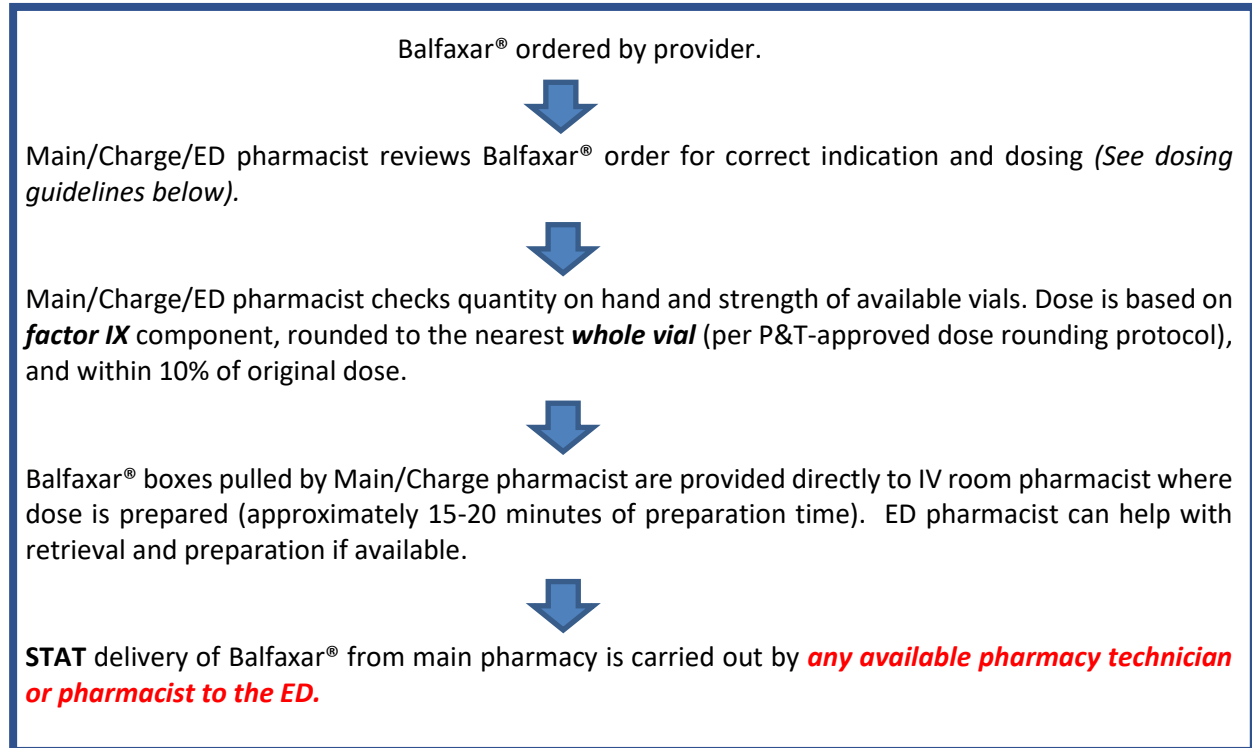 Balfaxar® ordered by provider.
Main/Charge/ED pharmacist reviews Balfaxar® order for correct indication and dosing (See dosing
guidelines below).
Main/Charge/ED pharmacist checks quantity on hand and strength of available vials. Dose is based on
factor IX component, rounded to the nearest whole vial (per P&T-approved dose rounding protocol),
and within 10% of original dose.
Balfaxar® boxes pulled by Main/Charge pharmacist are provided directly to IV room pharmacist where
dose is prepared (approximately 15-20 minutes of preparation time). ED pharmacist can help with
retrieval and preparation if available.
STAT delivery of Balfaxar® from main pharmacy is carried out by any available pharmacy technician
or pharmacist to the ED.